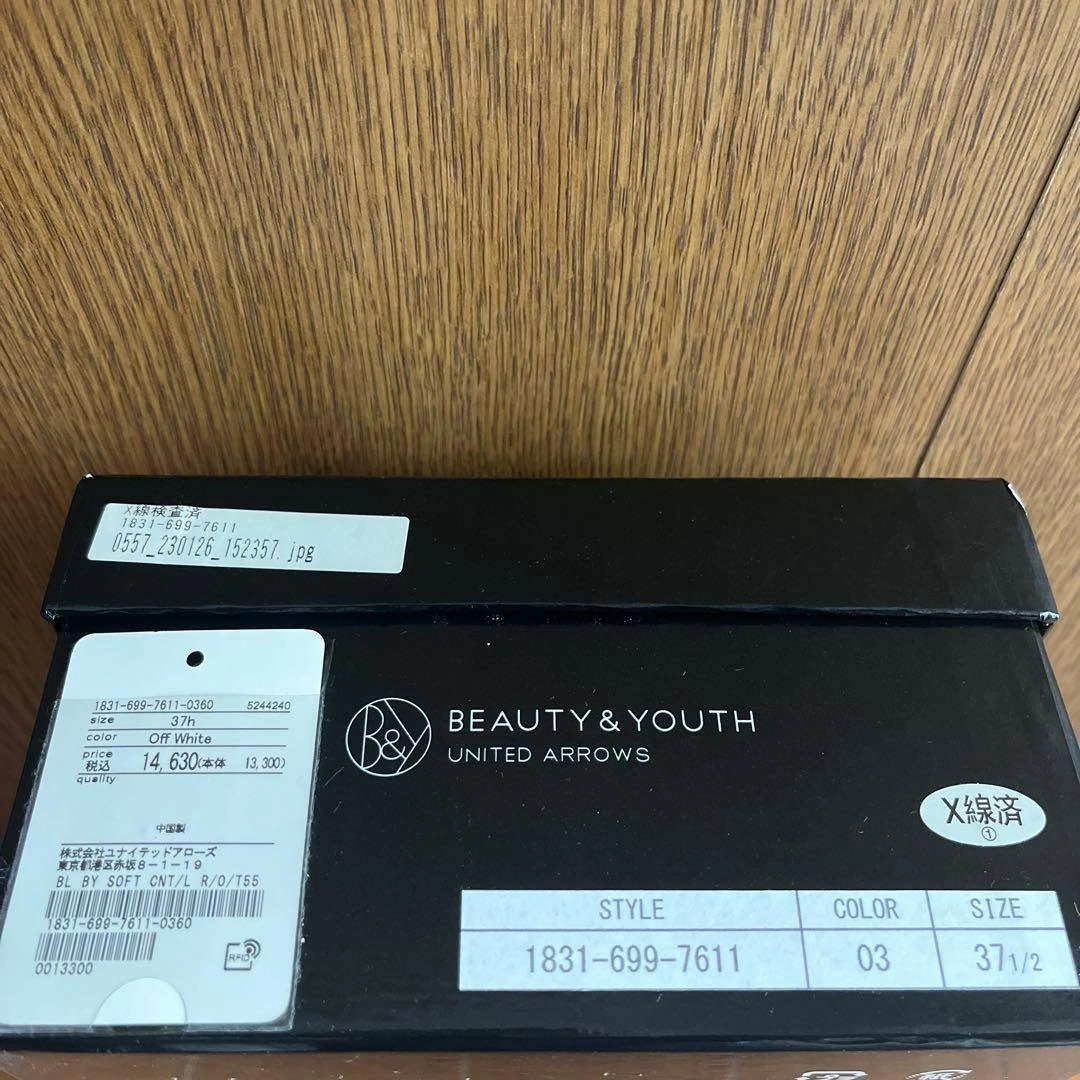 X線検査済
1831-699-7611
0557_230126_152357.jpg
1831-699-7611-0360 5244240
size 37h
color Off White
price
税込 14,630(本体 13,300)
quality
中国製
株式会社ユナイテッドアローズ
東京都港区赤坂8-1-19
BL BY SOFT CNT/L R/O/T55
1831-699-7611-0360
0013300
RFID
B&Y
BEAUTY&YOUTH
UNITED ARROWS
X線済
①
STYLE COLOR SIZE
1831-699-7611 03 37 1/2